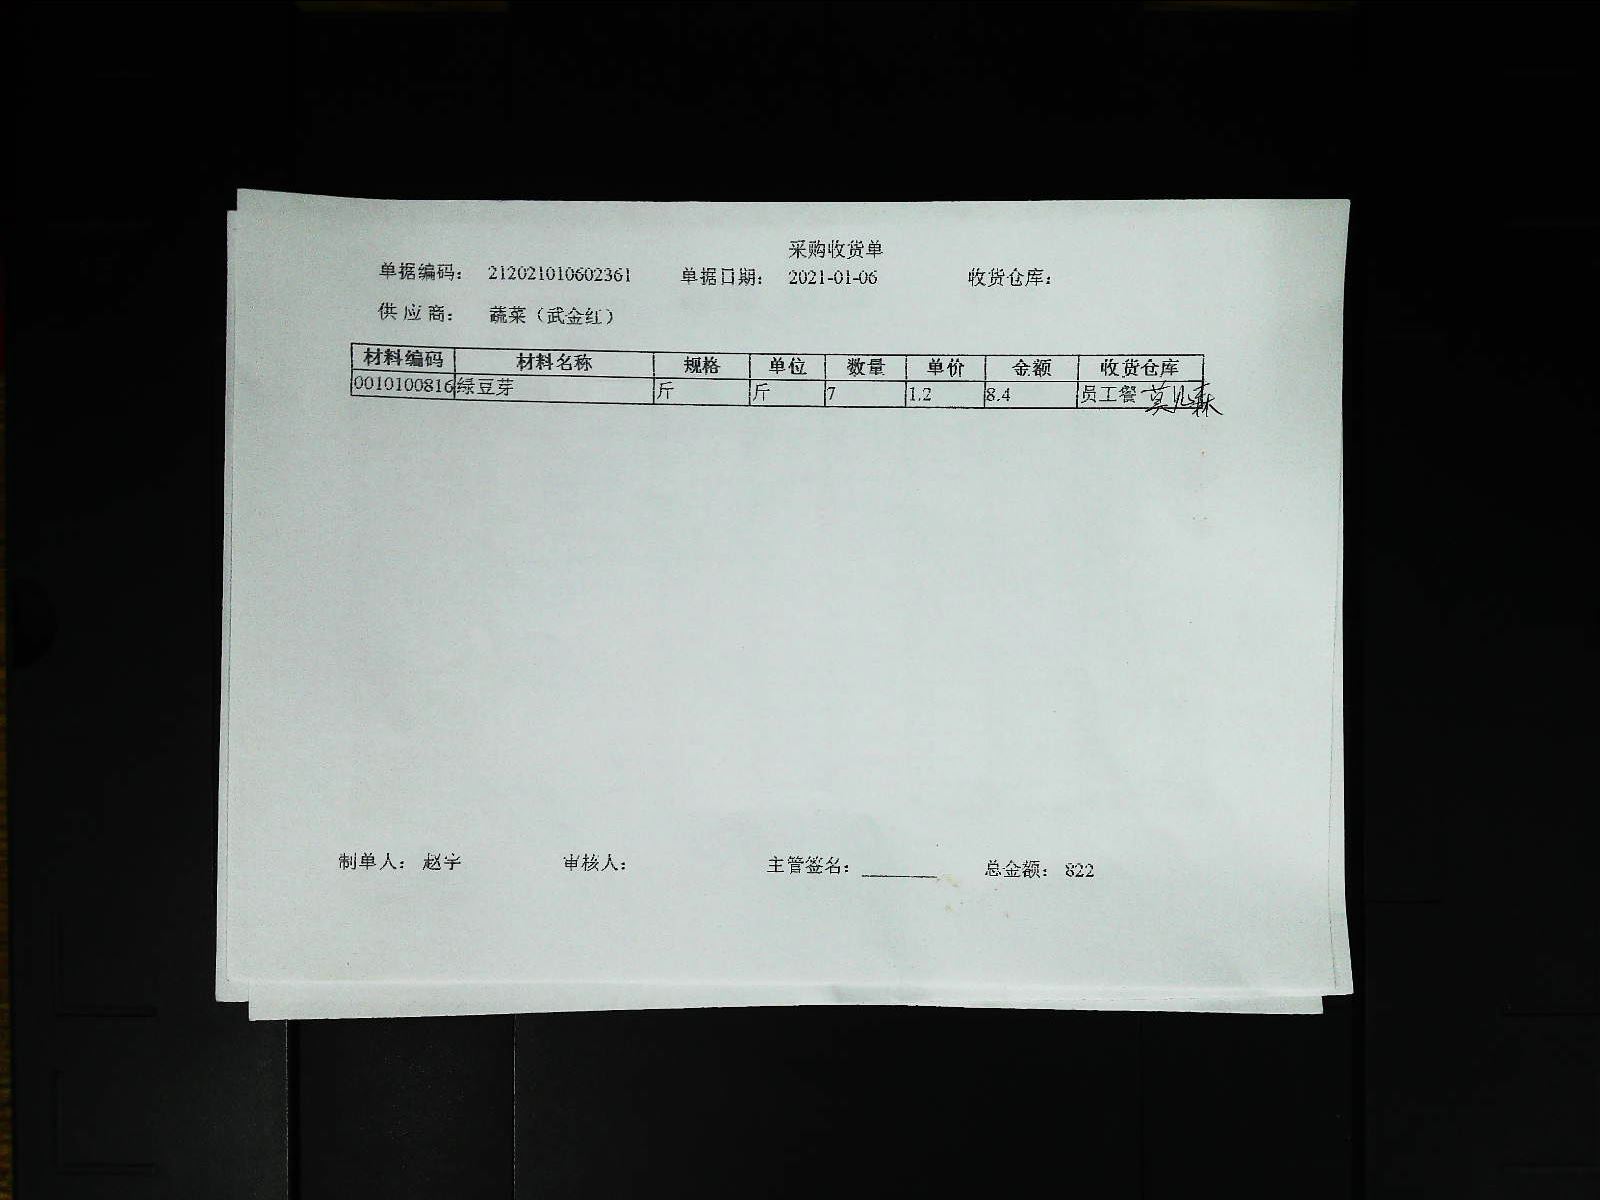 采购收货单
单据编码： 212021010602361 单据日期： 2021-01-06 收货仓库：
供应商： 蔬菜（武金红）
材料编码 材料名称 规格 单位 数量 单价 金额 收货仓库
0010100816 绿豆芽 斤 斤 7 1.2 8.4 员工餐
制单人： 赵宇 审核人： 主管签名：________ 总金额： 822